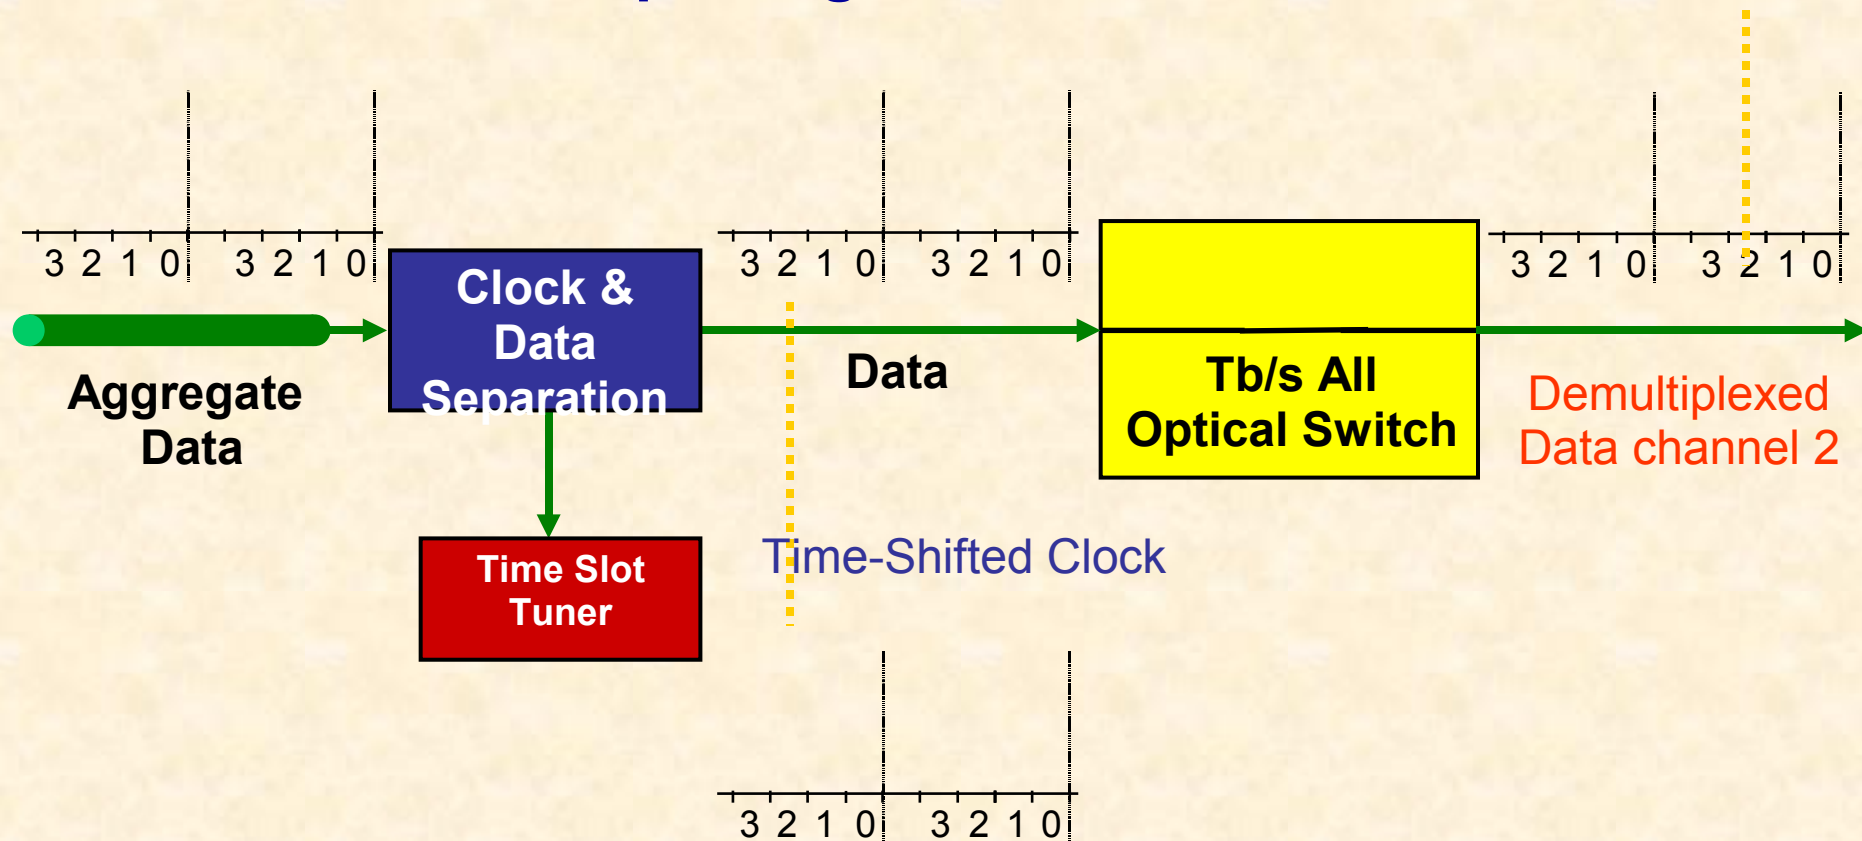 3 2 1 0 3 2 1 0
3 2 1 0 3 2 1 0
3 2 1 0 3 2 1 0
Clock &
Data
Separation
Aggregate
Data
Data
Tb/s All
Optical Switch
Demultiplexed
Data channel 2
Time Slot
Tuner
Time-Shifted Clock
3 2 1 0 3 2 1 0